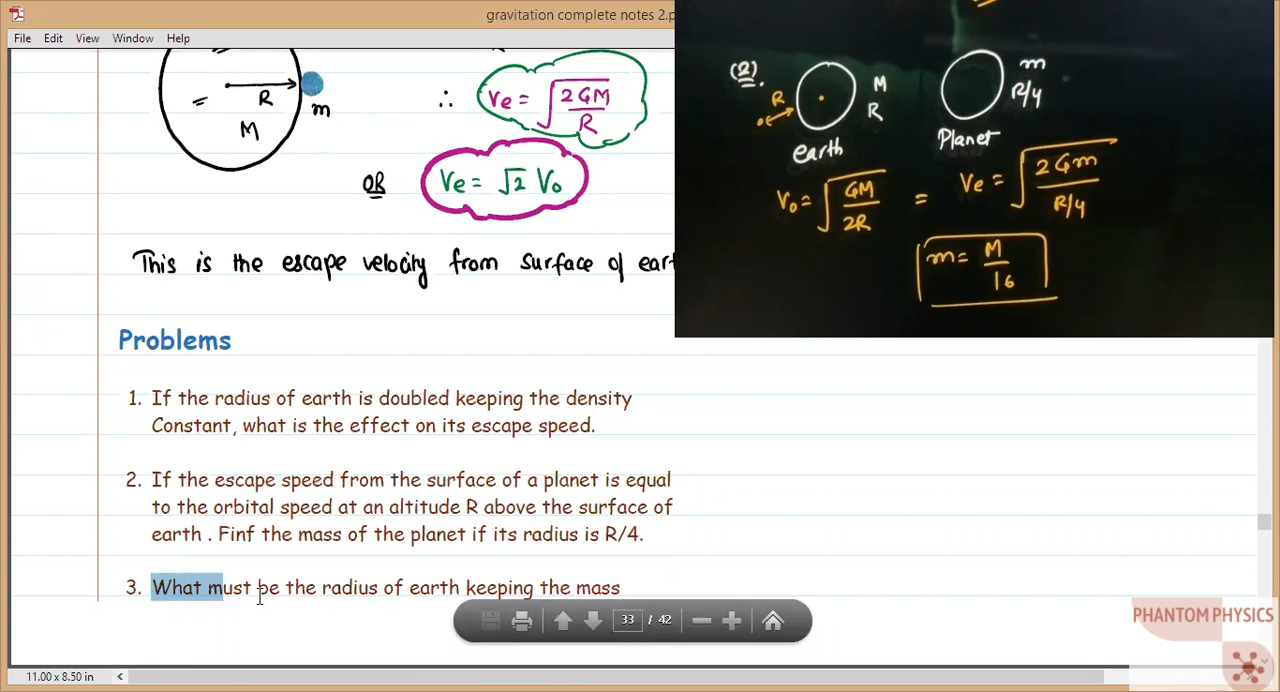 gravitation complete notes 2.p
File Edit View Window Help
R
M
m
∴ Ve = √(2GM/R)
OR Ve = √2 Vo
This is the escape velocity from surface of ear
(2).
R
M
R
earth
m
R/4
Planet
Vo = √(GM/2R) = Ve = √(2Gm/(R/4))
m = M/16
Problems
1. If the radius of earth is doubled keeping the density
Constant, what is the effect on its escape speed.
2. If the escape speed from the surface of a planet is equal
to the orbital speed at an altitude R above the surface of
earth . Finf the mass of the planet if its radius is R/4.
3. What must be the radius of earth keeping the mass
33 / 42
PHANTOM PHYSICS
11.00 x 8.50 in